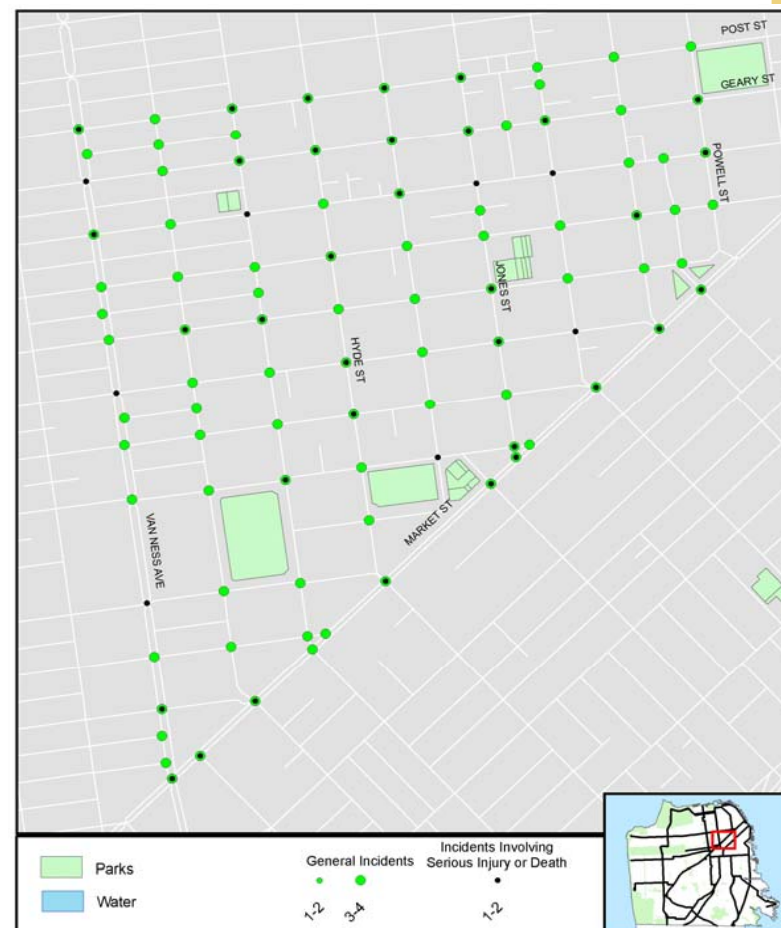 POST ST
GEARY ST
POWELL ST
JONES ST
HYDE ST
MARKET ST
VAN NESS AVE
Parks
Water
General Incidents
1-2
3-4
Incidents Involving
Serious Injury or Death
1-2